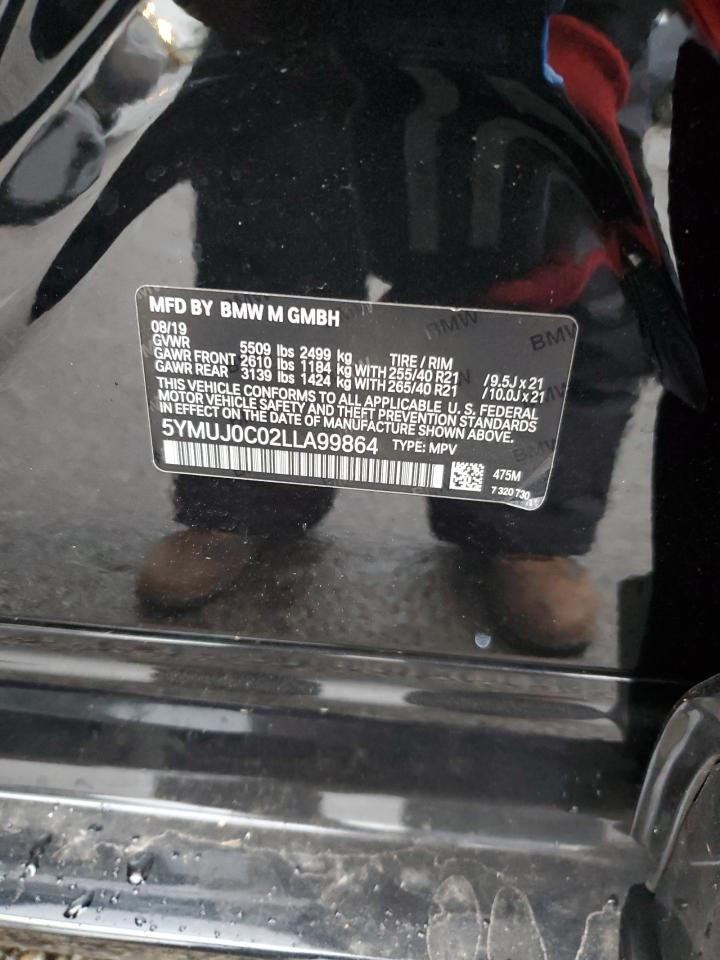 MFD BY BMW M GMBH
08/19
GVWR 5509 lbs 2499 kg TIRE / RIM
GAWR FRONT 2610 lbs 1184 kg WITH 255/40 R21 /9.5J x 21
GAWR REAR 3139 lbs 1424 kg WITH 265/40 R21 /10.0J x 21
THIS VEHICLE CONFORMS TO ALL APPLICABLE U. S. FEDERAL
MOTOR VEHICLE SAFETY AND THEFT PREVENTION STANDARDS
IN EFFECT ON THE DATE OF MANUFACTURE SHOWN ABOVE.
5YMUJ0C02LLA99864 TYPE: MPV
475M
7 320 730
BMW
BMW